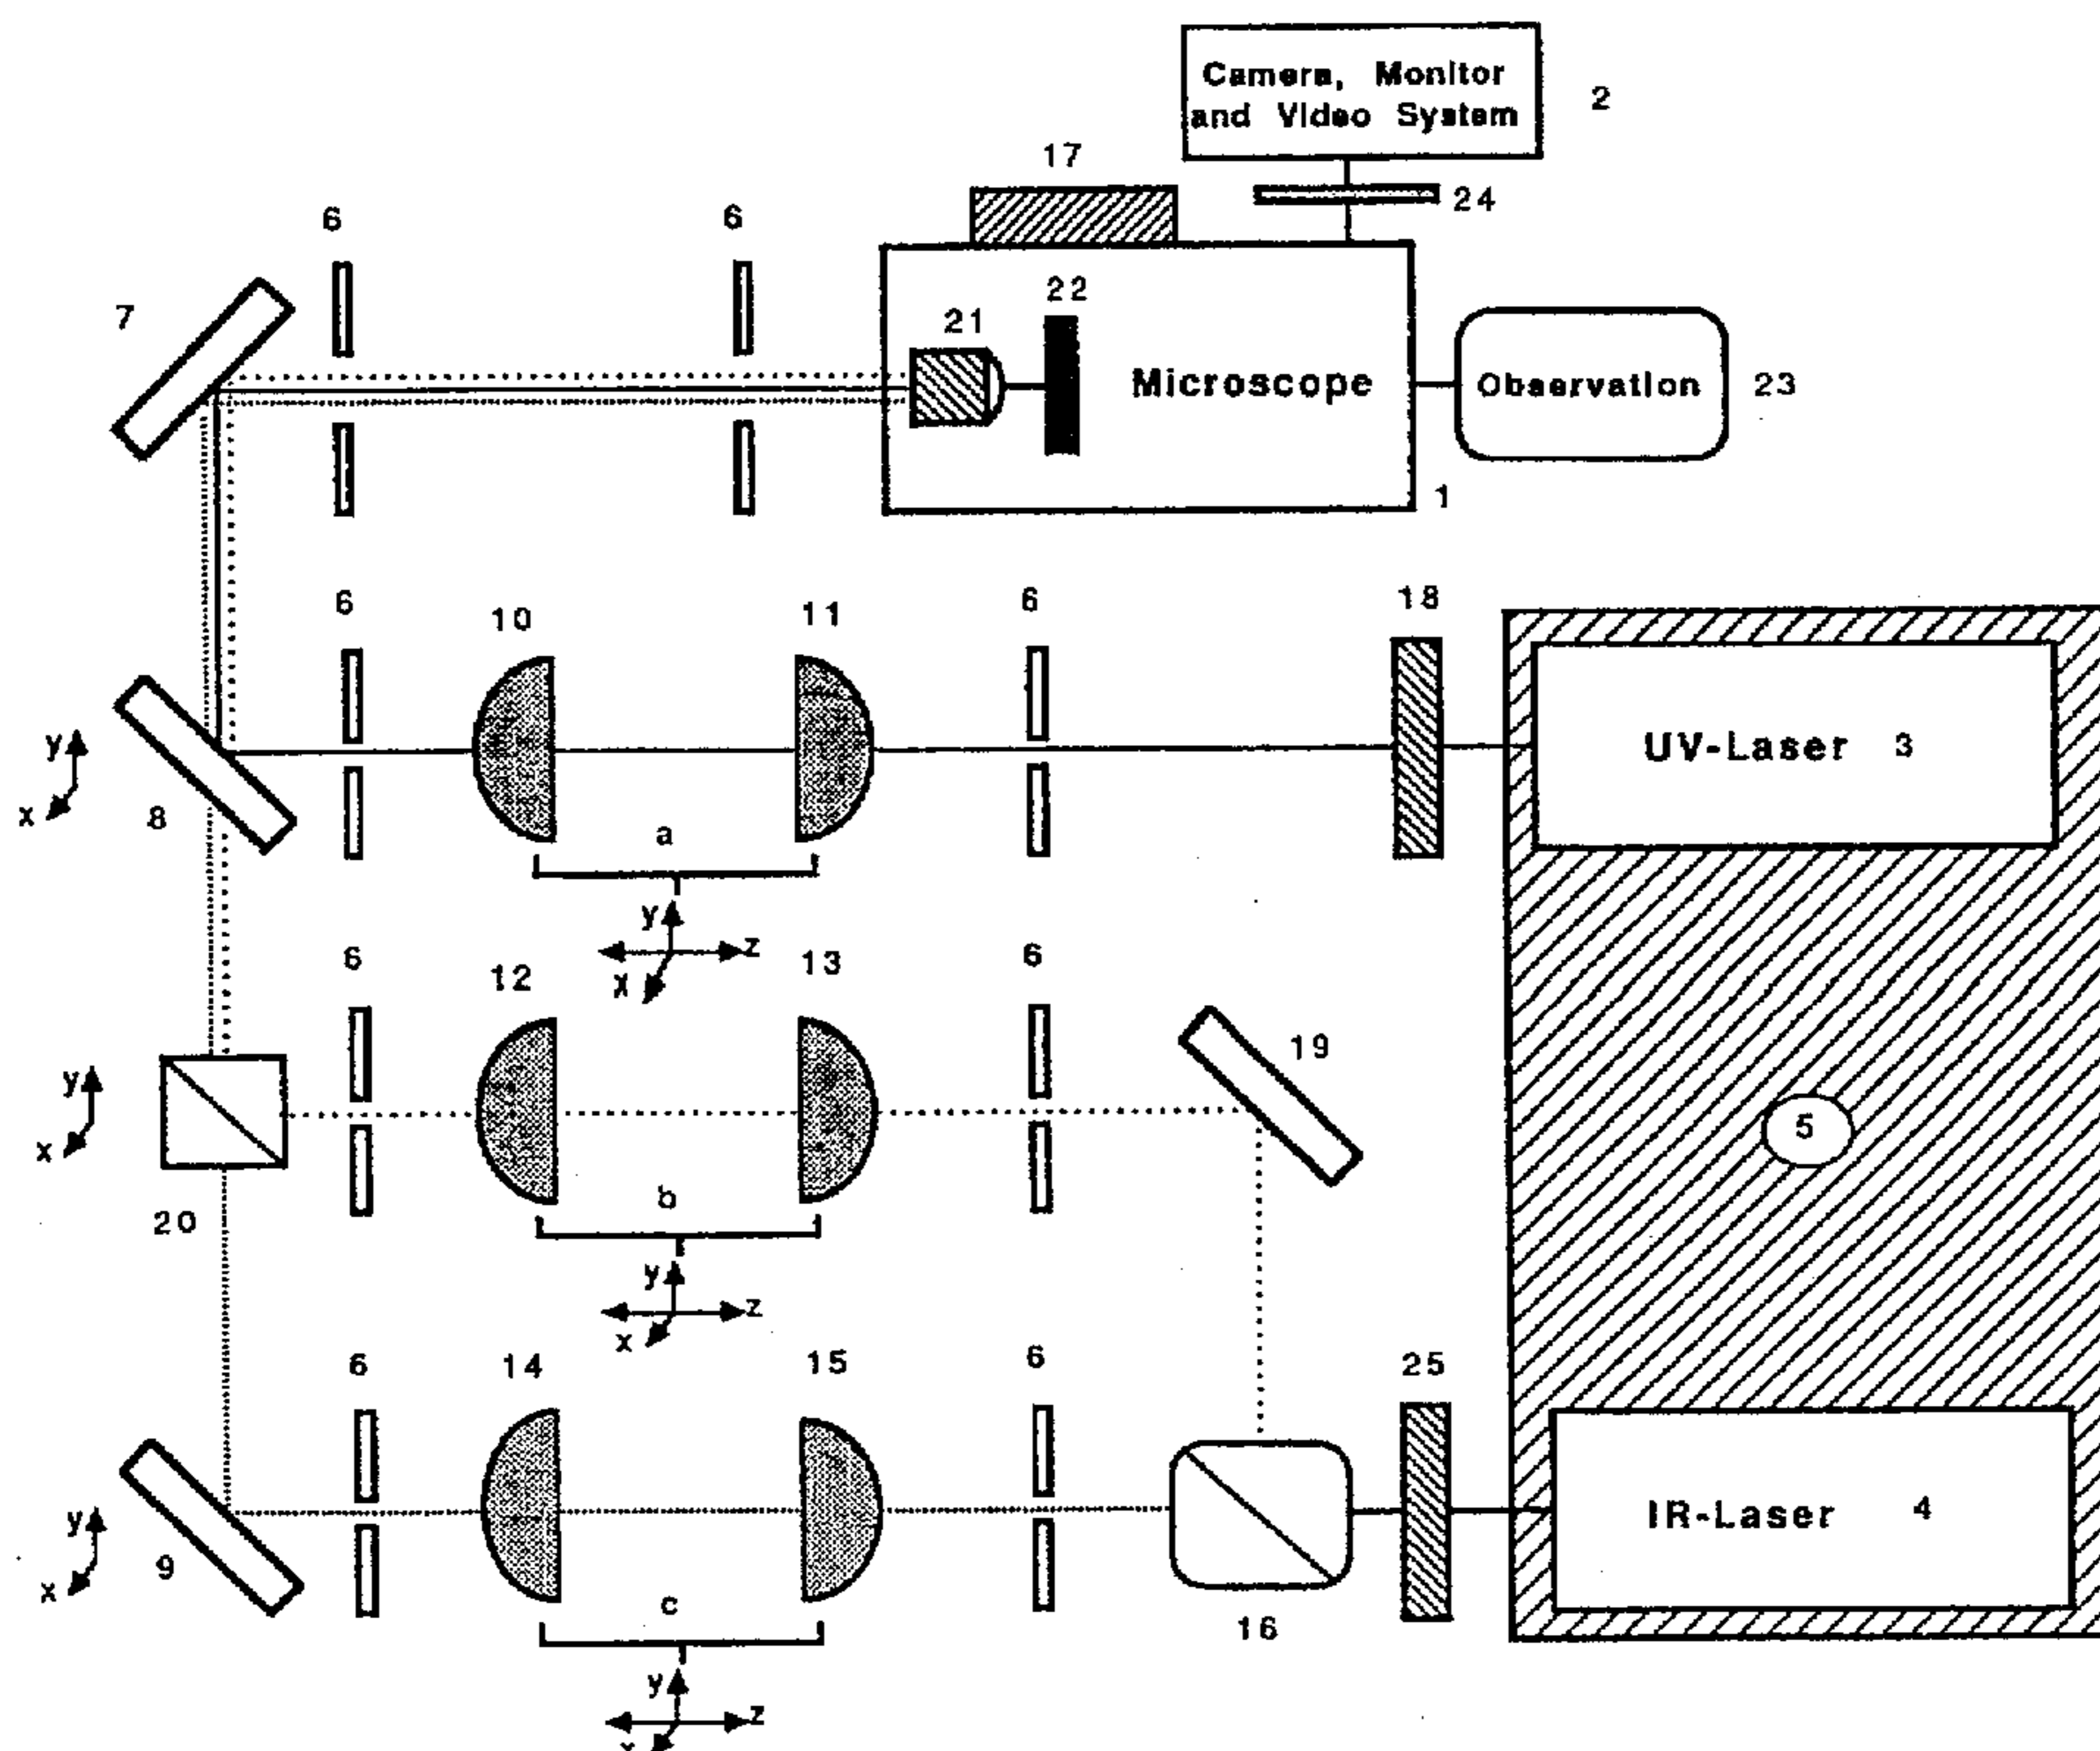 Camera, Monitor
and Video System
2
17
24
6
6
7
22
21
Microscope
Observation
23
1
6
10
11
6
18
UV-Laser 3
y
x
8
a
y
z
x
6
12
13
6
19
5
y
x
20
b
y
z
x
6
14
15
6
25
IR-Laser 4
y
x
9
c
16
y
z
x